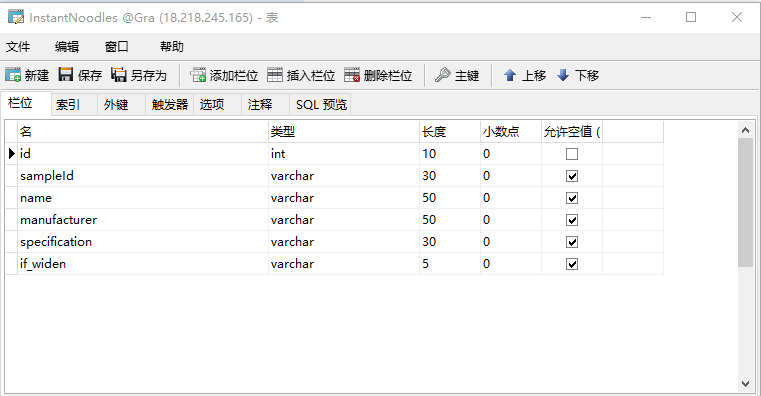 InstantNoodles @Gra (18.218.245.165) - 表
文件 编辑 窗口 帮助
新建 保存 另存为 添加栏位 插入栏位 删除栏位 主键 上移 下移
栏位 索引 外键 触发器 选项 注释 SQL 预览
名 类型 长度 小数点 允许空值 (
id int 10 0
sampleId varchar 30 0
name varchar 50 0
manufacturer varchar 50 0
specification varchar 30 0
if_widen varchar 5 0